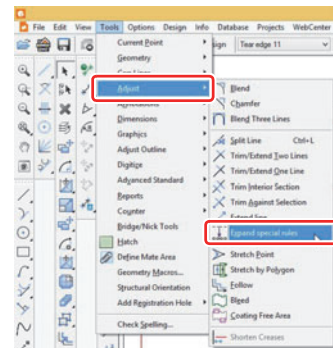 File Edit View Tools Options Design Info Database Projects WebCenter
Tear edge 11
Current Point
Geometry
Adjust
Dimensions
Graphics
Adjust Outline
Digitize
Advanced Standard
Reports
Counter
Bridge/Nick Tools
Hatch
Define Mate Area
Geometry Macros...
Structural Orientation
Add Registration Hole
Check Spelling...
Blend
Chamfer
Blend Three Lines
Split Line Ctrl+L
Trim/Extend Two Lines
Trim/Extend One Line
Trim Interior Section
Trim Against Selection
Extend line
Expand special rules
Stretch Point
Stretch by Polygon
Follow
Bleed
Coating Free Area
Shorten Creases